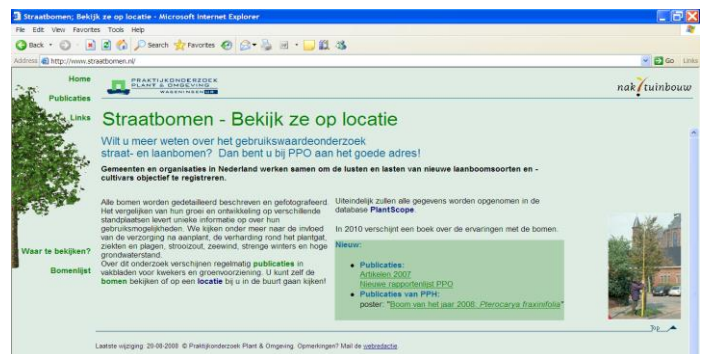 Straatbomen; Bekijk ze op locatie - Microsoft Internet Explorer
File Edit View Favorites Tools Help
Back Search Favorites
Address http://www.straatbomen.nl/ Go Links
Home
Publicaties
Links
Waar te bekijken?
Bomenlijst
PRAKTIJKONDERZOEK
PLANT & OMGEVING
WAGENINGEN UR
naktuinbouw
Straatbomen - Bekijk ze op locatie
Wilt u meer weten over het gebruikswaardeonderzoek
straat- en laanbomen? Dan bent u bij PPO aan het goede adres!
Gemeenten en organisaties in Nederland werken samen om de lusten en lasten van nieuwe laanboomsoorten en -
cultivars objectief te registreren.
Alle bomen worden gedetailleerd beschreven en gefotografeerd.
Het vergelijken van hun groei en ontwikkeling op verschillende
standplaatsen levert unieke informatie op over hun
gebruiksmogelijkheden. We kijken onder meer naar de invloed
van de verzorging na aanplant, de verharding rond het plantgat,
ziekten en plagen, strooizout, zeewind, strenge winters en hoge
grondwaterstand.
Over dit onderzoek verschijnen regelmatig publicaties in
vakbladen voor kwekers en groenvoorziening. U kunt zelf de
bomen bekijken of op een locatie bij u in de buurt gaan kijken!
Uiteindelijk zullen alle gegevens worden opgenomen in de
database PlantScope.
In 2010 verschijnt een boek over de ervaringen met de bomen.
Nieuw:
• Publicaties:
Artikelen 2007
Nieuwe rapportenlijst PPO
• Publicaties van PPH:
poster: "Boom van het jaar 2008: Pterocarya fraxinifolia"
Top
Laatste wijziging: 20-08-2008 © Praktijkonderzoek Plant & Omgeving. Opmerkingen? Mail de webredactie.